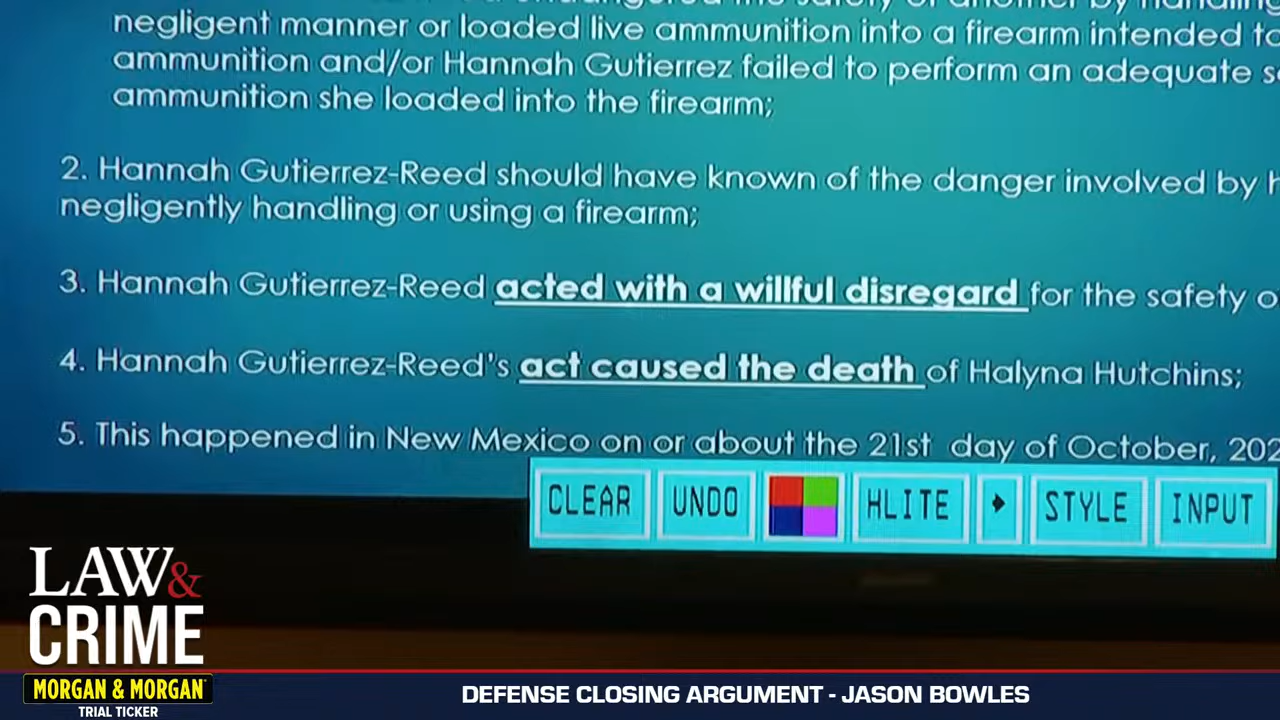 negligent manner or loaded live ammunition into a firearm intended to
ammunition and/or Hannah Gutierrez failed to perform an adequate
ammunition she loaded into the firearm;
2. Hannah Gutierrez-Reed should have known of the danger involved by
negligently handling or using a firearm;
3. Hannah Gutierrez-Reed acted with a willful disregard for the safety
4. Hannah Gutierrez-Reed's act caused the death of Halyna Hutchins;
5. This happened in New Mexico on or about the 21st day of October,
CLEAR UNDO HLITE STYLE INPUT
LAW&
CRIME
MORGAN & MORGAN
TRIAL TICKER
DEFENSE CLOSING ARGUMENT - JASON BOWLES